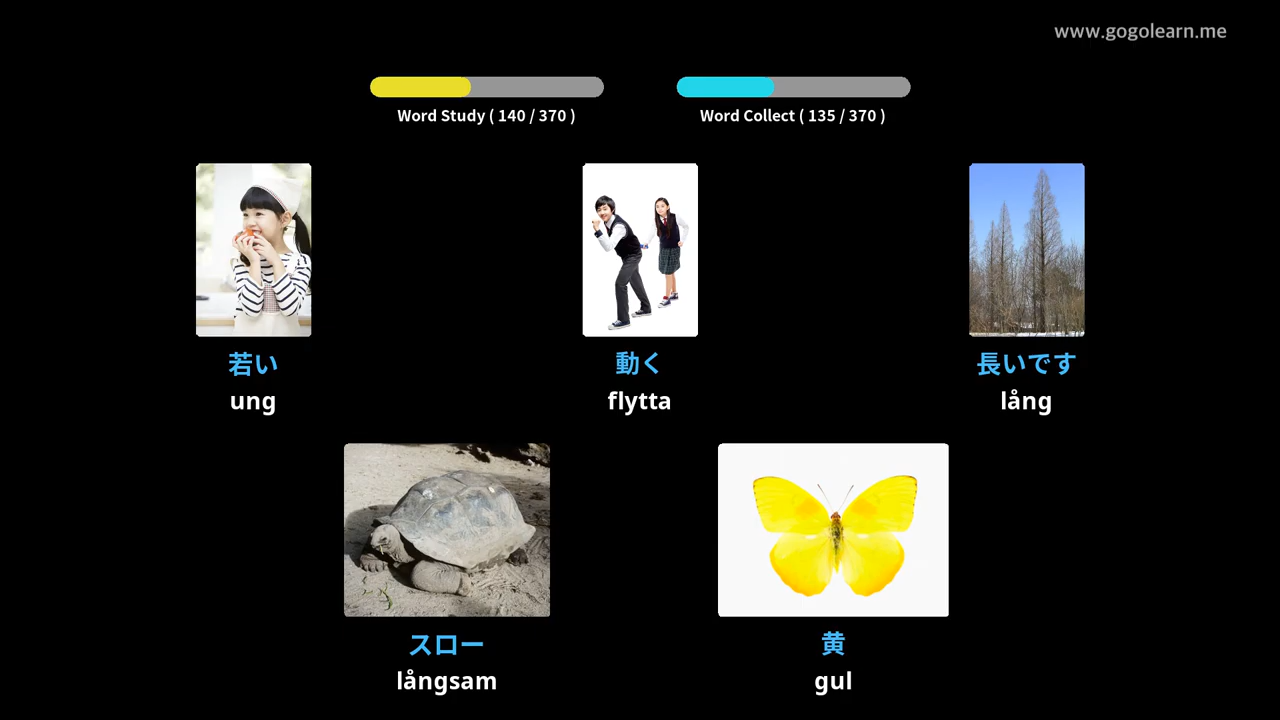 www.gogolearn.me
Word Study ( 140 / 370 )
Word Collect ( 135 / 370 )
若い
ung
動く
flytta
長いです
lång
スロー
långsam
黄
gul